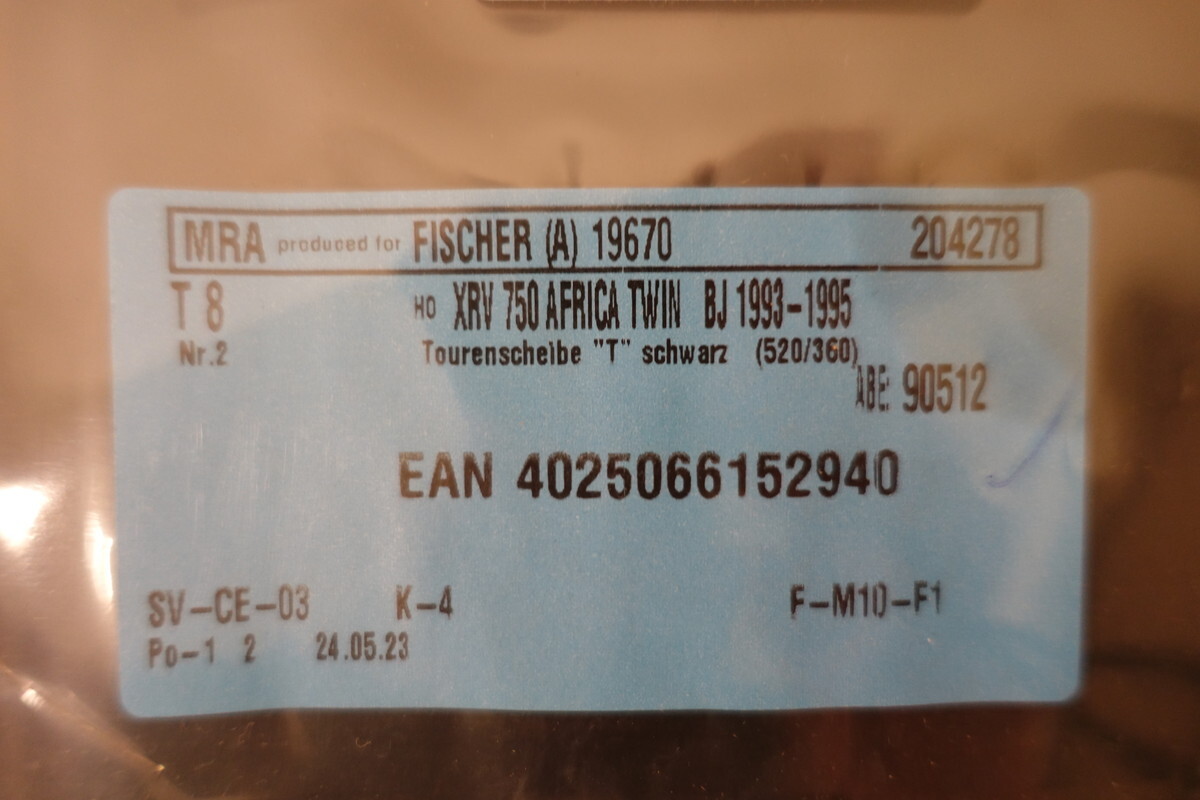 MRA produced for FISCHER (A) 19670 204278
T 8 HO XRV 750 AFRICA TWIN BJ 1993-1995
Nr.2 Tourenscheibe "T" schwarz (520/360)
ABE: 90512
EAN 4025066152940
SV-CE-03 K-4 F-M10-F1
Po-1 2 24.05.23